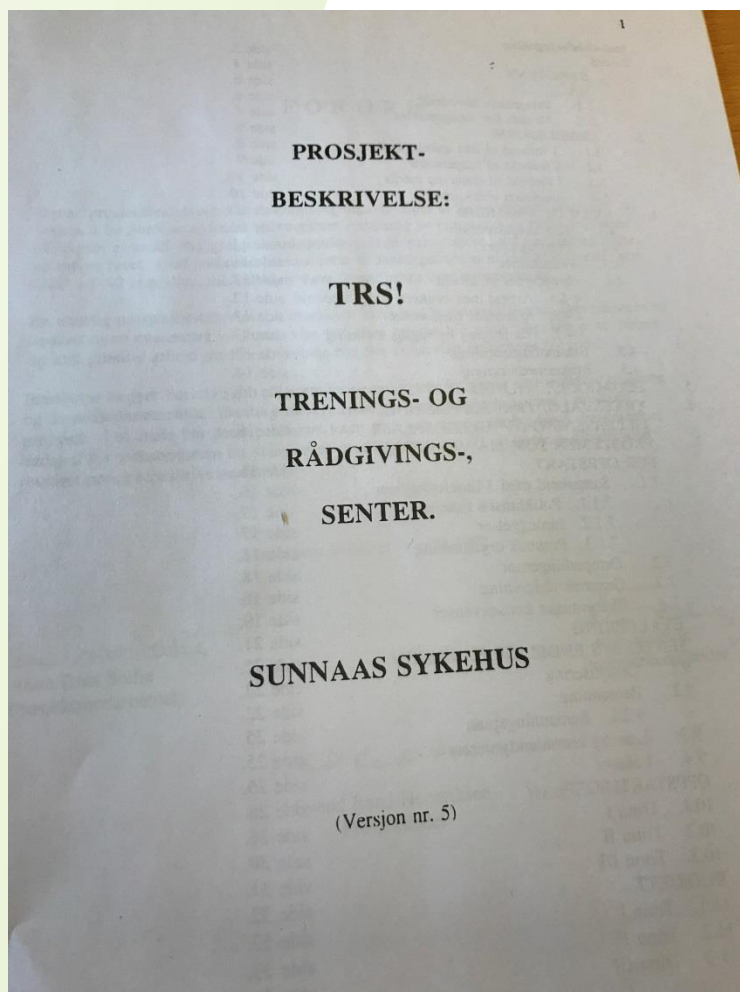 1
PROSJEKT-
BESKRIVELSE:
TRS!
TRENINGS- OG
RÅDGIVINGS-,
SENTER.
SUNNAAS SYKEHUS
(Versjon nr. 5)